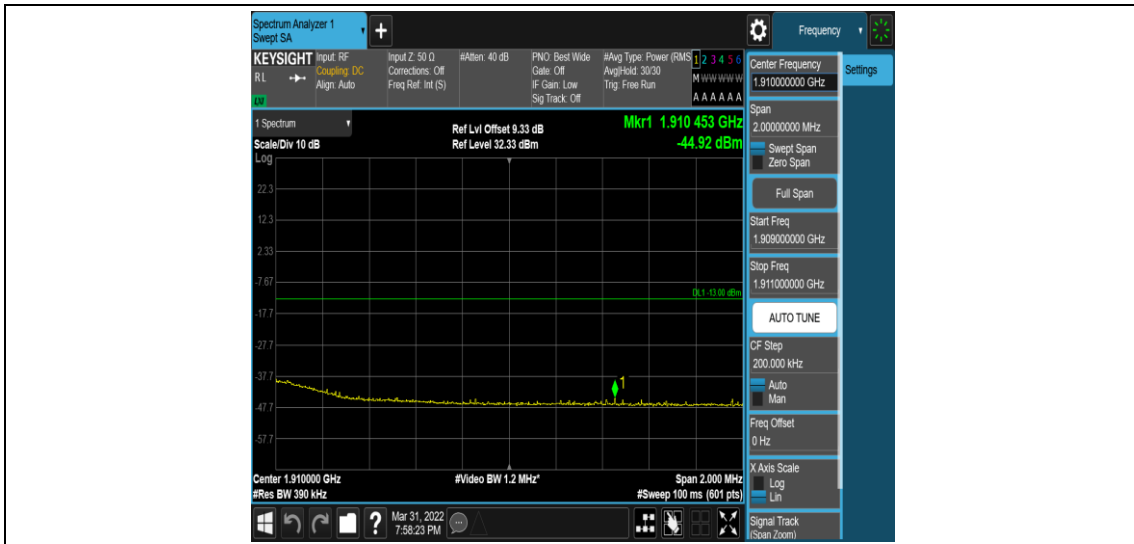 Spectrum Analyzer 1
Swept SA
Frequency
KEYSIGHT
RL
LXI
Input: RF
Coupling: DC
Align: Auto
Input Z: 50 Ω
Corrections: Off
Freq Ref: Int (S)
#Atten: 40 dB
PNO: Best Wide
Gate: Off
IF Gain: Low
Sig Track: Off
#Avg Type: Power (RMS
Avg|Hold: 30/30
Trig: Free Run
1 2 3 4 5 6
M W W W W W
A A A A A A
1 Spectrum
Scale/Div 10 dB
Log
Ref Lvl Offset 9.33 dB
Ref Level 32.33 dBm
Mkr1 1.910 453 GHz
-44.92 dBm
22.3
12.3
2.33
-7.67
DL1 -13.00 dBm
-17.7
-27.7
-37.7
1
-47.7
-57.7
Center 1.910000 GHz
#Res BW 390 kHz
#Video BW 1.2 MHz*
Span 2.000 MHz
#Sweep 100 ms (601 pts)
?
Mar 31, 2022
7:58:23 PM
Center Frequency
1.910000000 GHz
Settings
Span
2.00000000 MHz
Swept Span
Zero Span
Full Span
Start Freq
1.909000000 GHz
Stop Freq
1.911000000 GHz
AUTO TUNE
CF Step
200.000 kHz
Auto
Man
Freq Offset
0 Hz
X Axis Scale
Log
Lin
Signal Track
(Span Zoom)